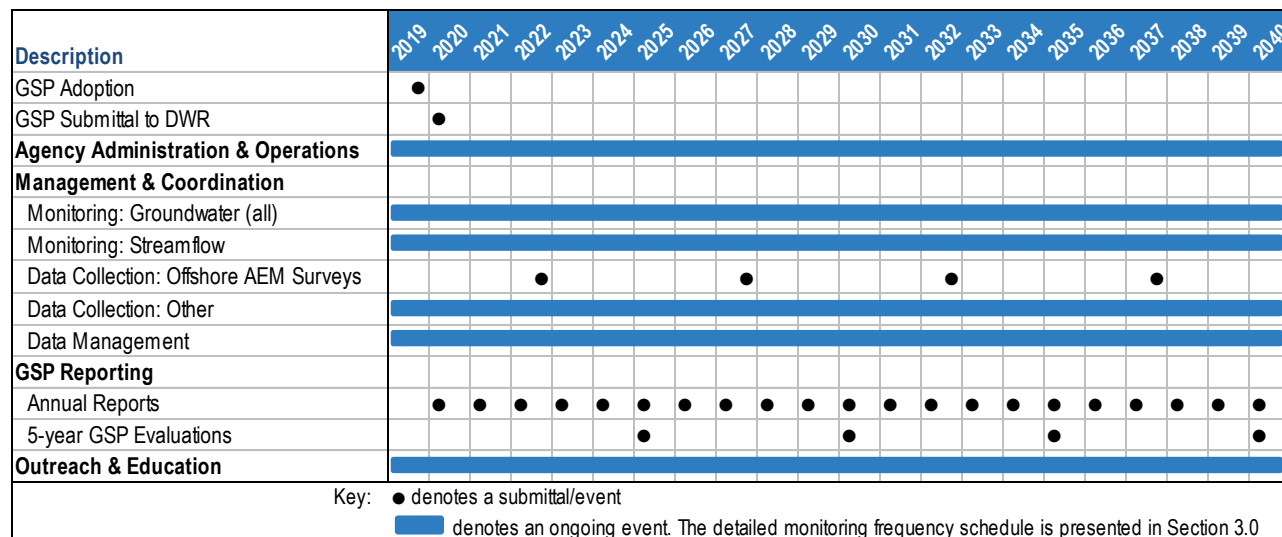 Description 2019 2020 2021 2022 2023 2024 2025 2026 2027 2028 2029 2030 2031 2032 2033 2034 2035 2036 2037 2038 2039 2040
GSP Adoption ●
GSP Submittal to DWR ●
Agency Administration & Operations
Management & Coordination
Monitoring: Groundwater (all)
Monitoring: Streamflow
Data Collection: Offshore AEM Surveys ● ● ● ●
Data Collection: Other
Data Management
GSP Reporting
Annual Reports ● ● ● ● ● ● ● ● ● ● ● ● ● ● ● ● ● ● ● ● ●
5-year GSP Evaluations ● ● ● ●
Outreach & Education
Key: ● denotes a submittal/event
denotes an ongoing event. The detailed monitoring frequency schedule is presented in Section 3.0